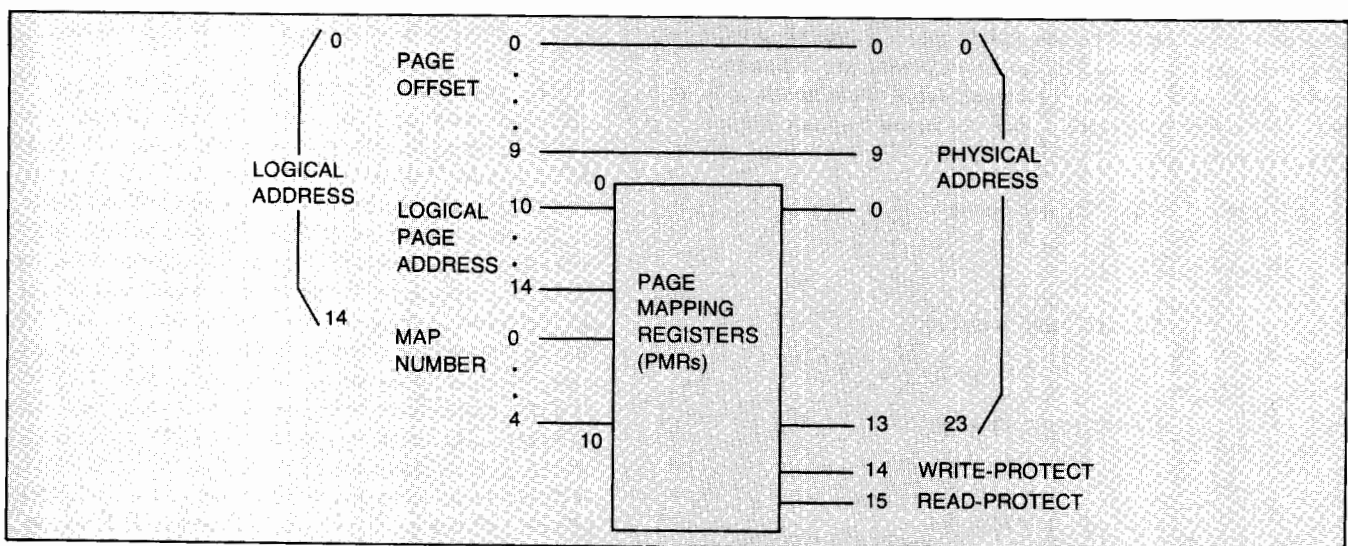 0
PAGE
OFFSET
0
0
0
9
9
LOGICAL
ADDRESS
PHYSICAL
ADDRESS
0
LOGICAL
PAGE
ADDRESS
10
0
14
PAGE
MAPPING
REGISTERS
(PMRs)
14
MAP
NUMBER
0
4
10
13
23
14 WRITE-PROTECT
15 READ-PROTECT